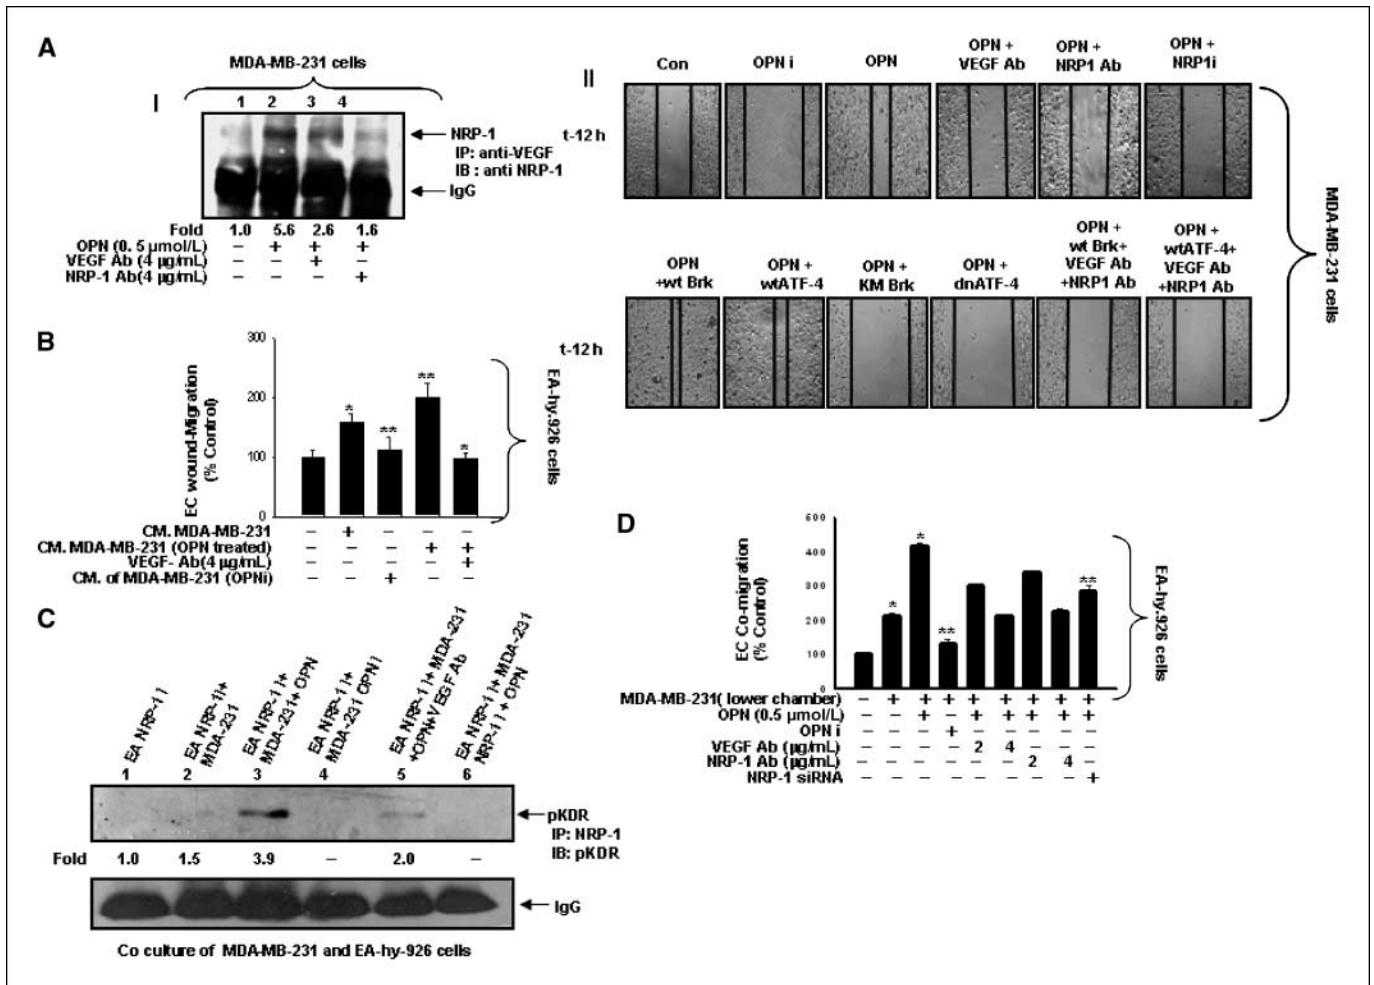 A
MDA-MB-231 cells
I
1 2 3 4
NRP-1
IP: anti-VEGF
IB : anti NRP-1
IgG
Fold 1.0 5.6 2.6 1.6
OPN (0. 5 µmol/L) – + + +
VEGF Ab (4 µg/mL) – – + –
NRP-1 Ab(4 µg/mL) – – – +
II
Con
OPN i
OPN
OPN +
VEGF Ab
OPN +
NRP1 Ab
OPN +
NRP1i
t-12 h
OPN
+wt Brk
OPN +
wtATF-4
OPN +
KM Brk
OPN +
dnATF-4
OPN +
wt Brk+
VEGF Ab
+NRP1 Ab
OPN +
wtATF-4+
VEGF Ab
+NRP1 Ab
t-12 h
MDA-MB-231 cells
B
EC wound-Migration
(% Control)
300
200
100
0
* ** ** *
EA-hy.926 cells
CM. MDA-MB-231 – + – – –
CM. MDA-MB-231 (OPN treated) – – – + +
VEGF- Ab(4 µg/mL) – – – – +
CM. of MDA-MB-231 (OPNi) – – + – –
C
EA NRP-1 i
EA NRP-1 i+
MDA-231
EA NRP-1 i+
MDA-231+ OPN
EA NRP-1 i+
MDA-231 OPN i
EA NRP-1 i+ MDA-231
+OPN+VEGF Ab
EA NRP-1 i+ MDA-231
NRP-1 i + OPN
1 2 3 4 5 6
pKDR
IP: NRP-1
IB: pKDR
Fold 1.0 1.5 3.9 – 2.0 –
IgG
Co culture of MDA-MB-231 and EA-hy-926 cells
D
EC Co-migration
(% Control)
600
400
300
200
100
0
* * ** **
EA-hy.926 cells
MDA-MB-231( lower chamber) – + + + + + + + +
OPN (0.5 µmol/L) – – + – + + + + +
OPN i – – – + – – – – –
VEGF Ab (µg/mL) – – – – 2 4 – – –
NRP-1 Ab (µg/mL) – – – – – – 2 4 –
NRP-1 siRNA – – – – – – – – +